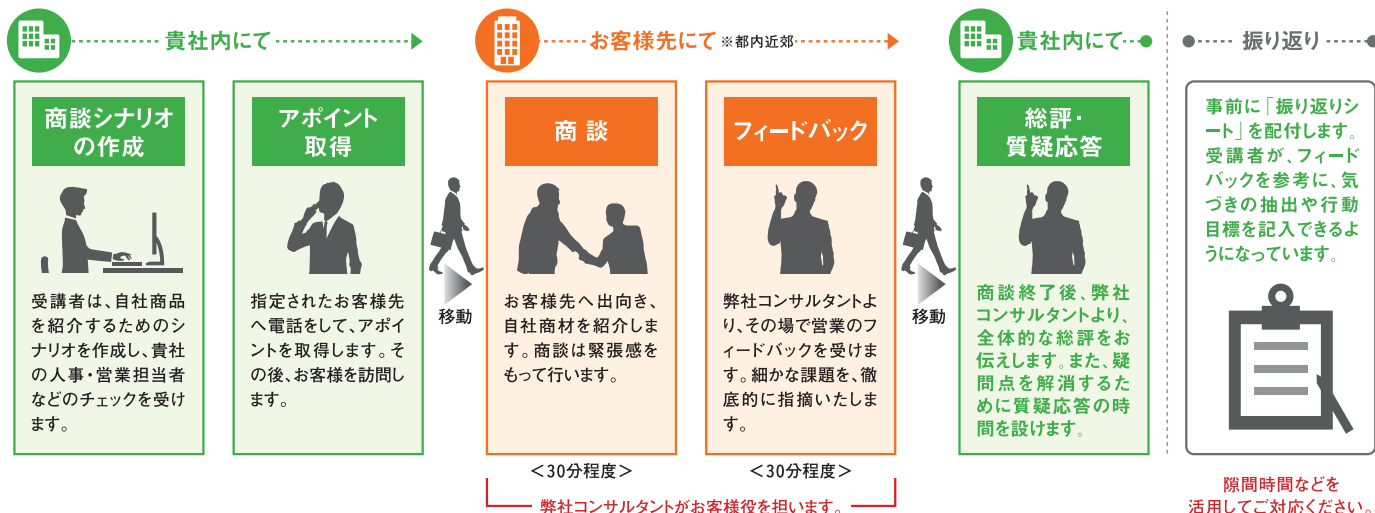 貴社内にて
お客様先にて ※都内近郊
貴社内にて
振り返り
商談シナリオ
の作成
受講者は、自社商品
を紹介するためのシ
ナリオを作成し、貴社
の人事・営業担当者
などのチェックを受け
ます。
アポイント
取得
指定されたお客様先
へ電話をして、アポイ
ントを取得します。そ
の後、お客様を訪問し
ます。
移動
商談
お客様先へ出向き、
自社商材を紹介しま
す。商談は緊張感を
もって行います。
＜30分程度＞
フィードバック
弊社コンサルタントよ
り、その場で営業のフ
ィードバックを受けま
す。細かな課題を、徹
底的に指摘いたしま
す。
＜30分程度＞
弊社コンサルタントがお客様役を担います。
移動
総評・
質疑応答
商談終了後、弊社
コンサルタントより、
全体的な総評をお
伝えします。また、疑
問点を解消するた
めに質疑応答の時
間を設けます。
事前に「振り返りシ
ート」を配付します。
受講者が、フィード
バックを参考に、気
づきの抽出や行動
目標を記入できるよ
うになっています。
隙間時間などを
活用してご対応ください。